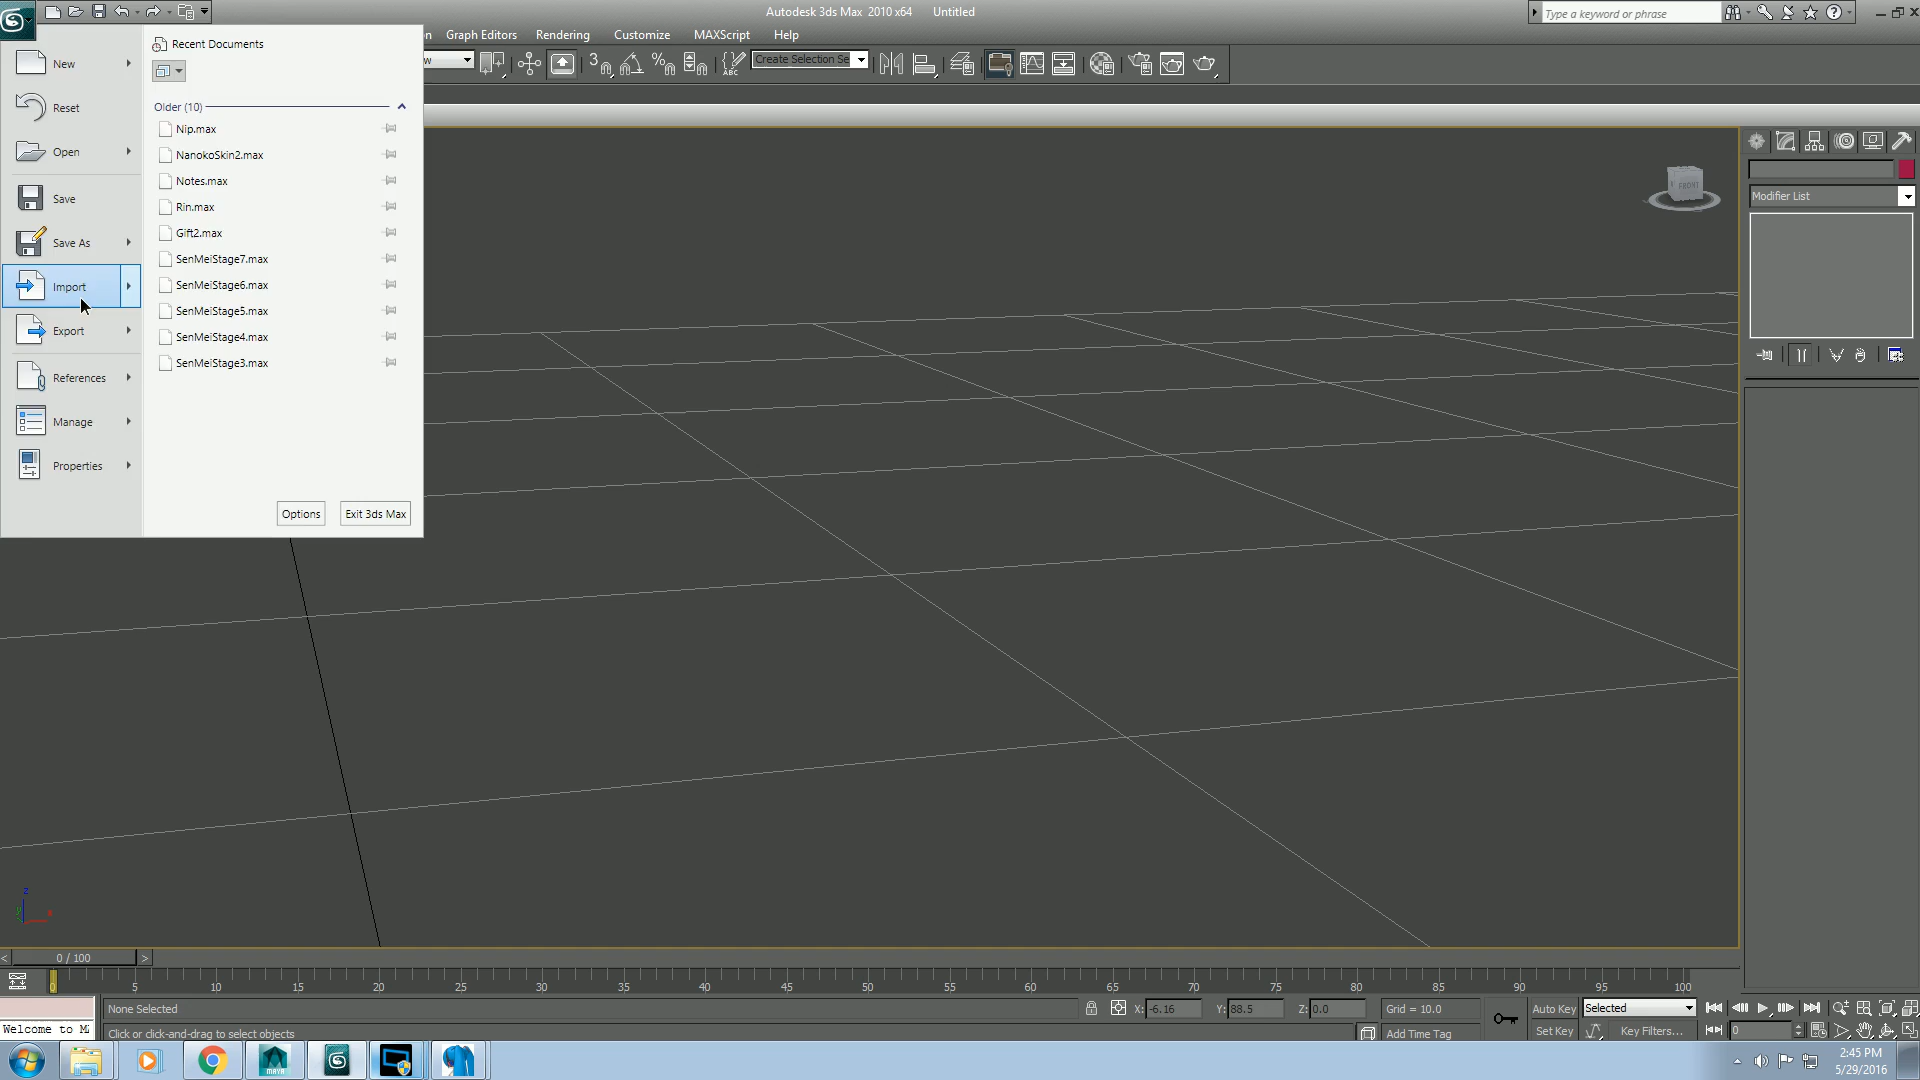 Autodesk 3ds Max 2010 x64 Untitled
Type a keyword or phrase
Graph Editors Rendering Customize MAXScript Help
Create Selection Se
Recent Documents
New
Reset
Open
Save
Save As
Import
Export
References
Manage
Properties
Older (10)
Nip.max
NanokoSkin2.max
Notes.max
Rin.max
Gift2.max
SenMeiStage7.max
SenMeiStage6.max
SenMeiStage5.max
SenMeiStage4.max
SenMeiStage3.max
Options Exit 3ds Max
FRONT
Modifier List
z
y x
< 0 / 100 >
0 5 10 15 20 25 30 35 40 45 50 55 60 65 70 75 80 85 90 95 100
None Selected X: -6.16 Y: 88.5 Z: 0.0 Grid = 10.0 Auto Key Selected
Welcome to M Click or click-and-drag to select objects Add Time Tag Set Key Key Filters... 0
MAYA
2:45 PM
5/29/2016